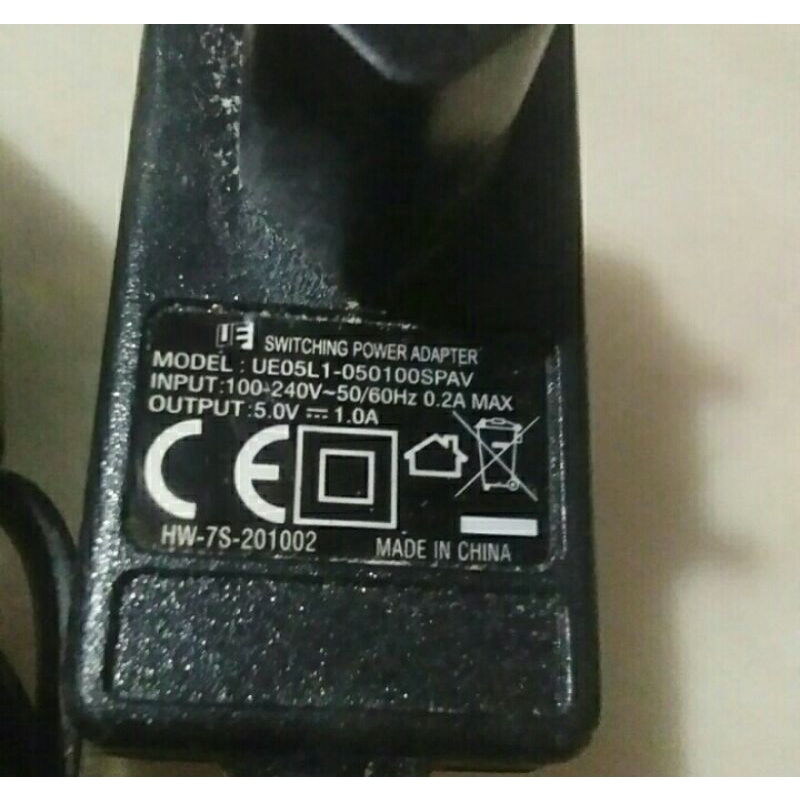 UE SWITCHING POWER ADAPTER
MODEL : UE05L1-050100SPAV
INPUT:100-240V~50/60Hz 0.2A MAX
OUTPUT:5.0V ⎓ 1.0A
CE
HW-7S-201002 MADE IN CHINA